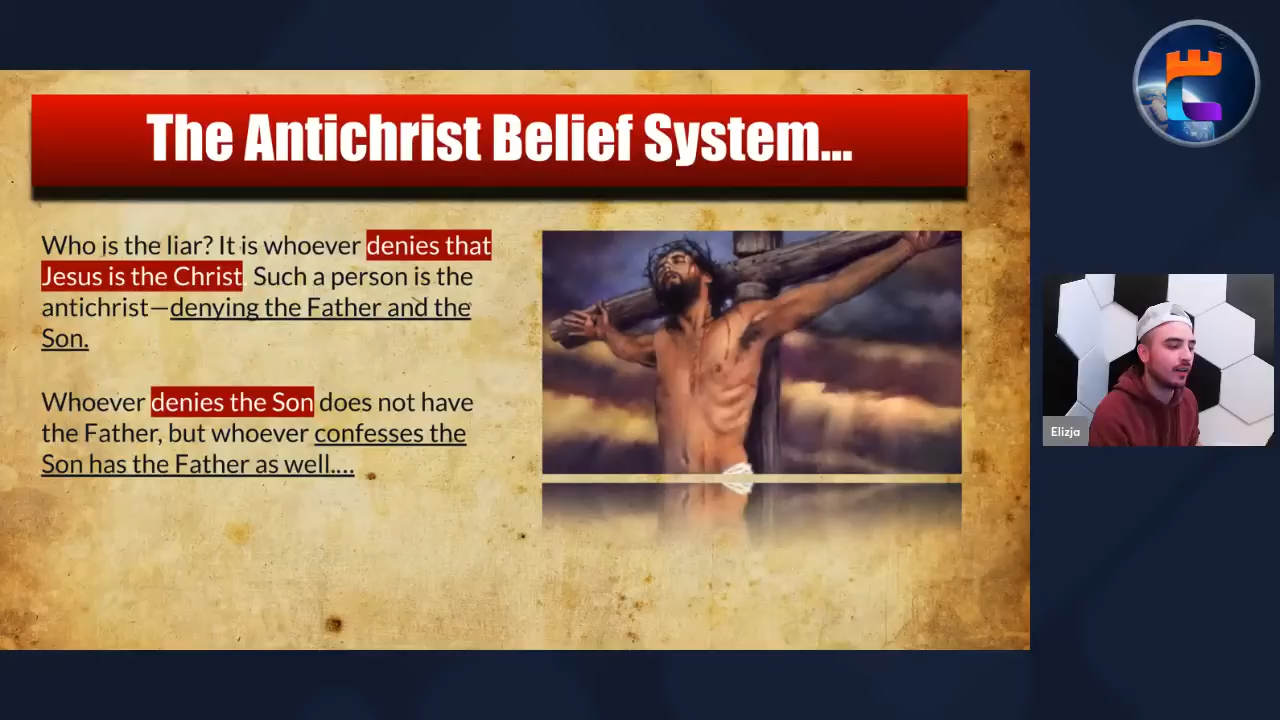 The Antichrist Belief System...
Who is the liar? It is whoever denies that
Jesus is the Christ. Such a person is the
antichrist—denying the Father and the
Son.
Whoever denies the Son does not have
the Father, but whoever confesses the
Son has the Father as well....
Elizja